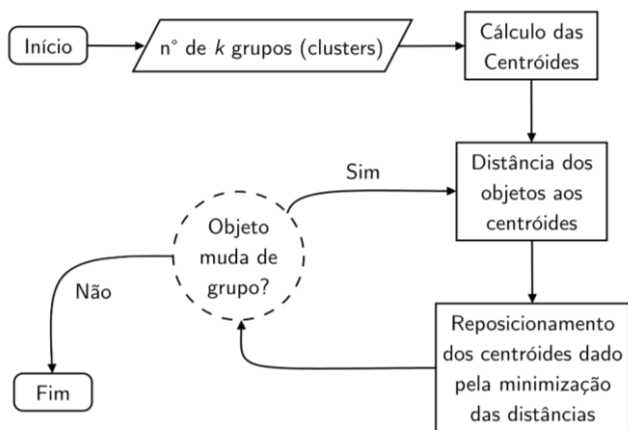 Início
n° de k grupos (clusters)
Cálculo das
Centróides
Distância dos
objetos aos
centróides
Sim
Objeto
muda de
grupo?
Não
Reposicionamento
dos centróides dado
pela minimização
das distâncias
Fim